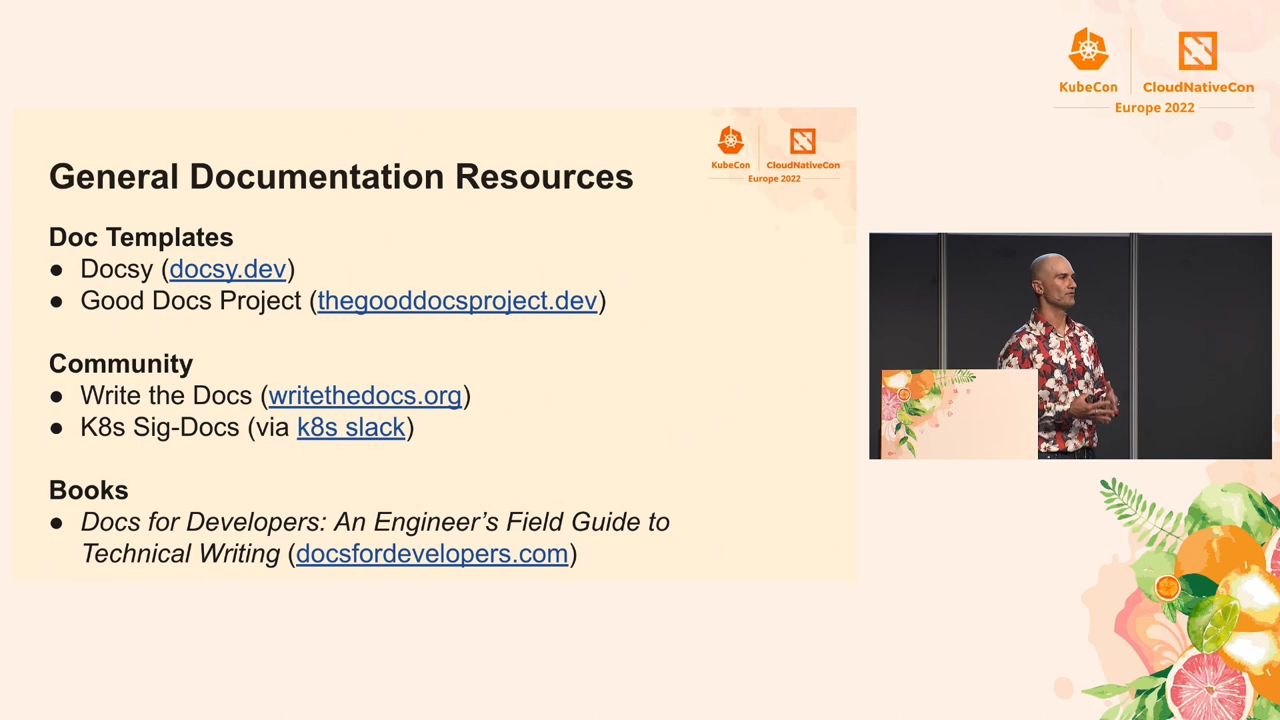 KubeCon
CloudNativeCon
Europe 2022
KubeCon
CloudNativeCon
Europe 2022
General Documentation Resources
Doc Templates
● Docsy (docsy.dev)
● Good Docs Project (thegooddocsproject.dev)
Community
● Write the Docs (writethedocs.org)
● K8s Sig-Docs (via k8s slack)
Books
● Docs for Developers: An Engineer’s Field Guide to
Technical Writing (docsfordevelopers.com)